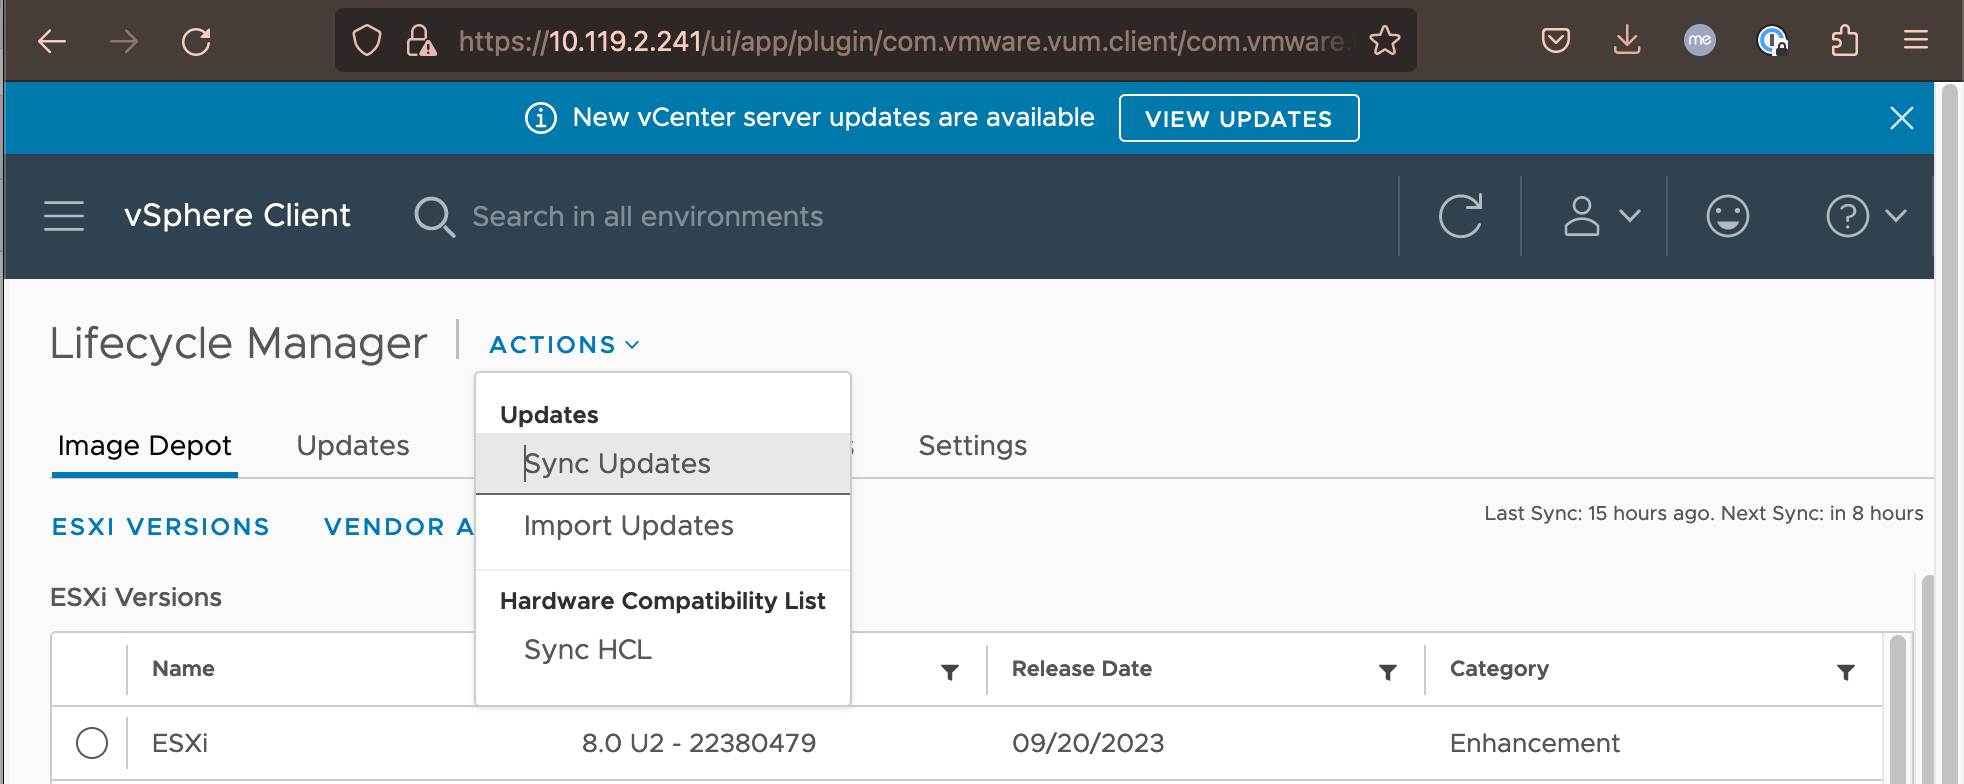 https://10.119.2.241/ui/app/plugin/com.vmware.vum.client/com.vmware.
me
New vCenter server updates are available VIEW UPDATES
vSphere Client Search in all environments
Lifecycle Manager ACTIONS
Updates
Image Depot Updates Settings
Sync Updates
Last Sync: 15 hours ago. Next Sync: in 8 hours
ESXI VERSIONS VENDOR A
Import Updates
ESXi Versions
Hardware Compatibility List
Sync HCL
Name Release Date Category
ESXi 8.0 U2 - 22380479 09/20/2023 Enhancement